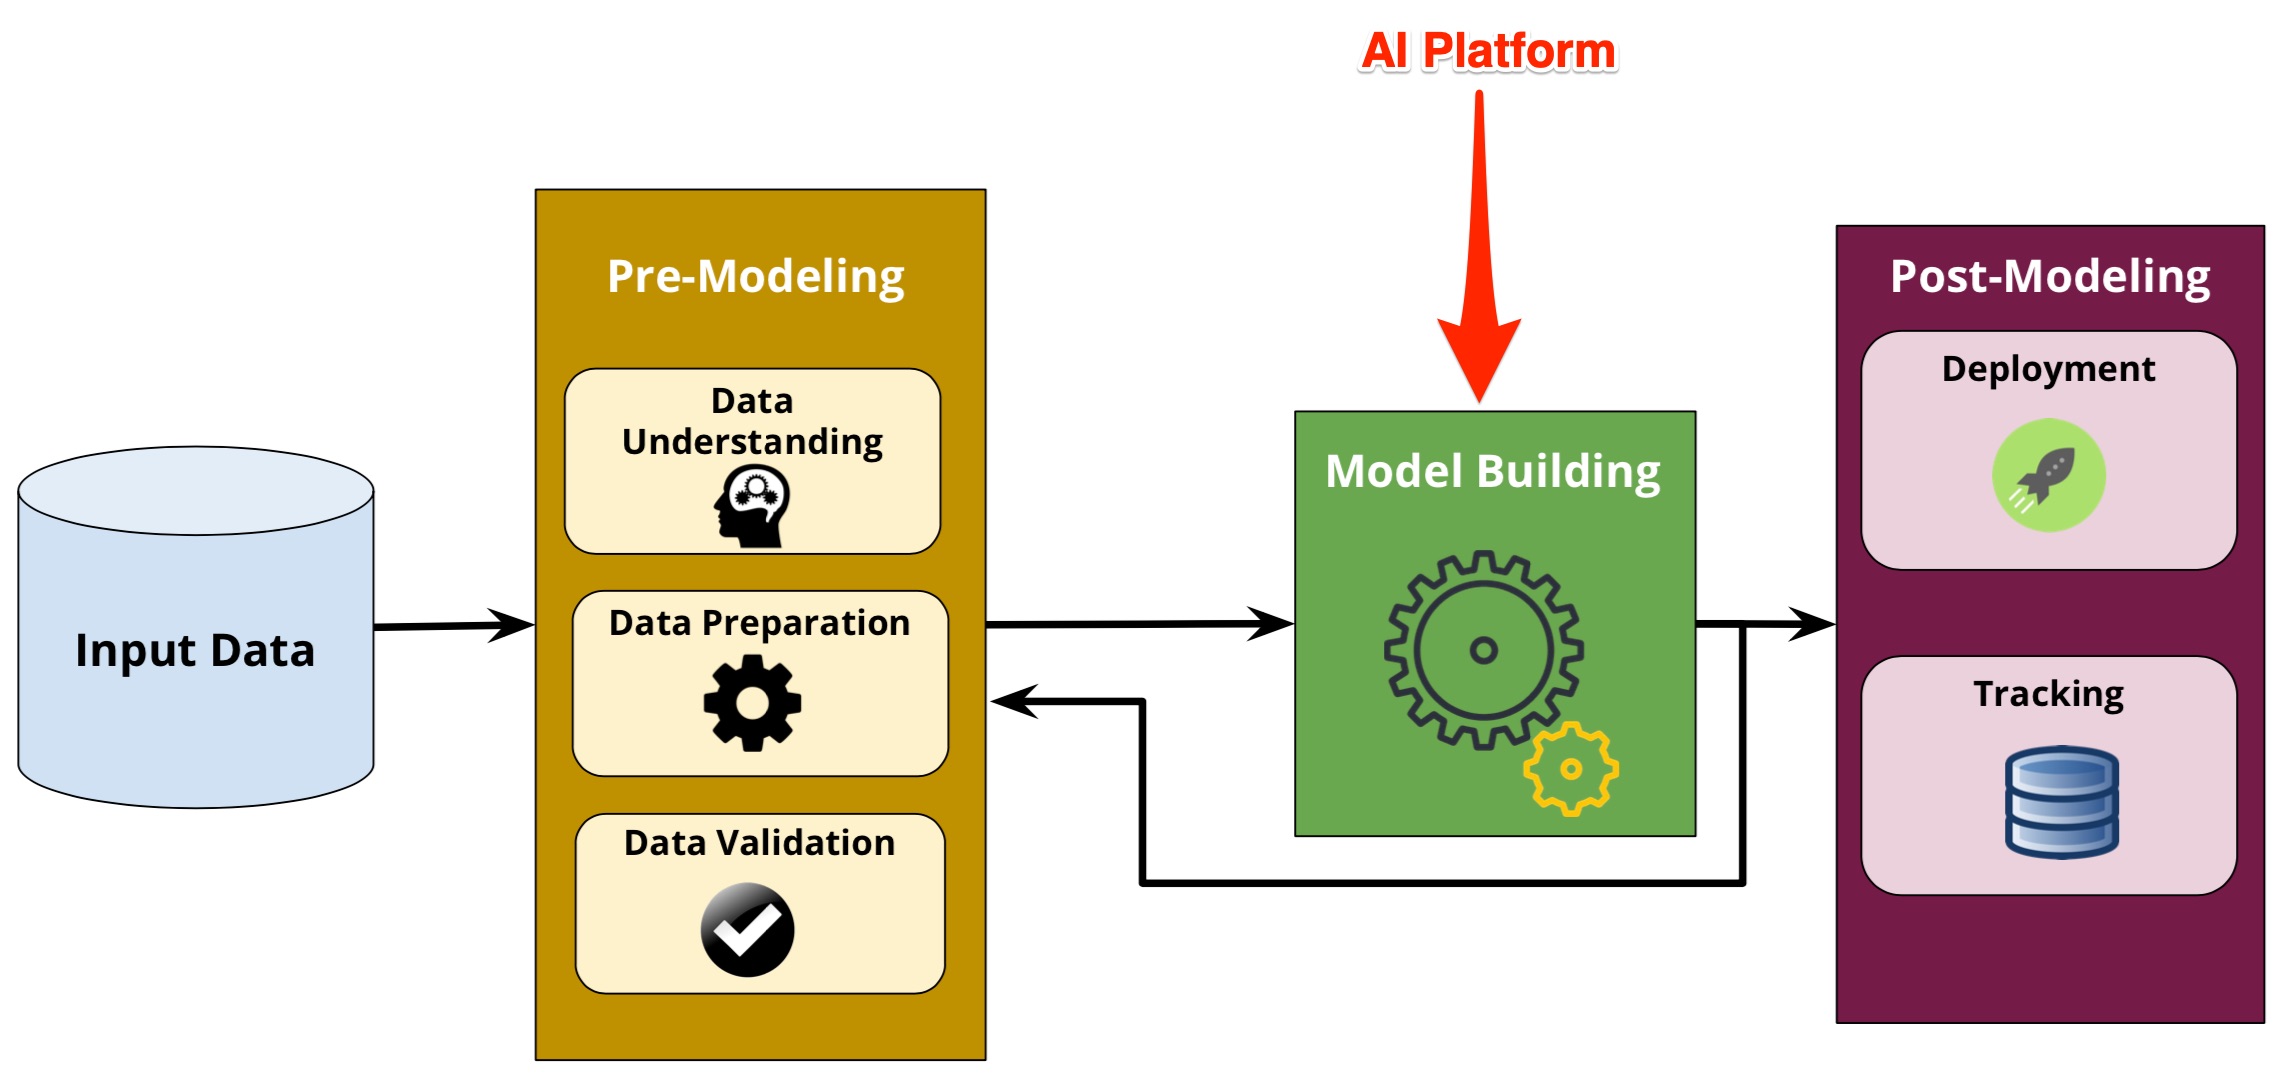 AI Platform
Input Data
Pre-Modeling
Data
Understanding
Data Preparation
Data Validation
Model Building
Post-Modeling
Deployment
Tracking